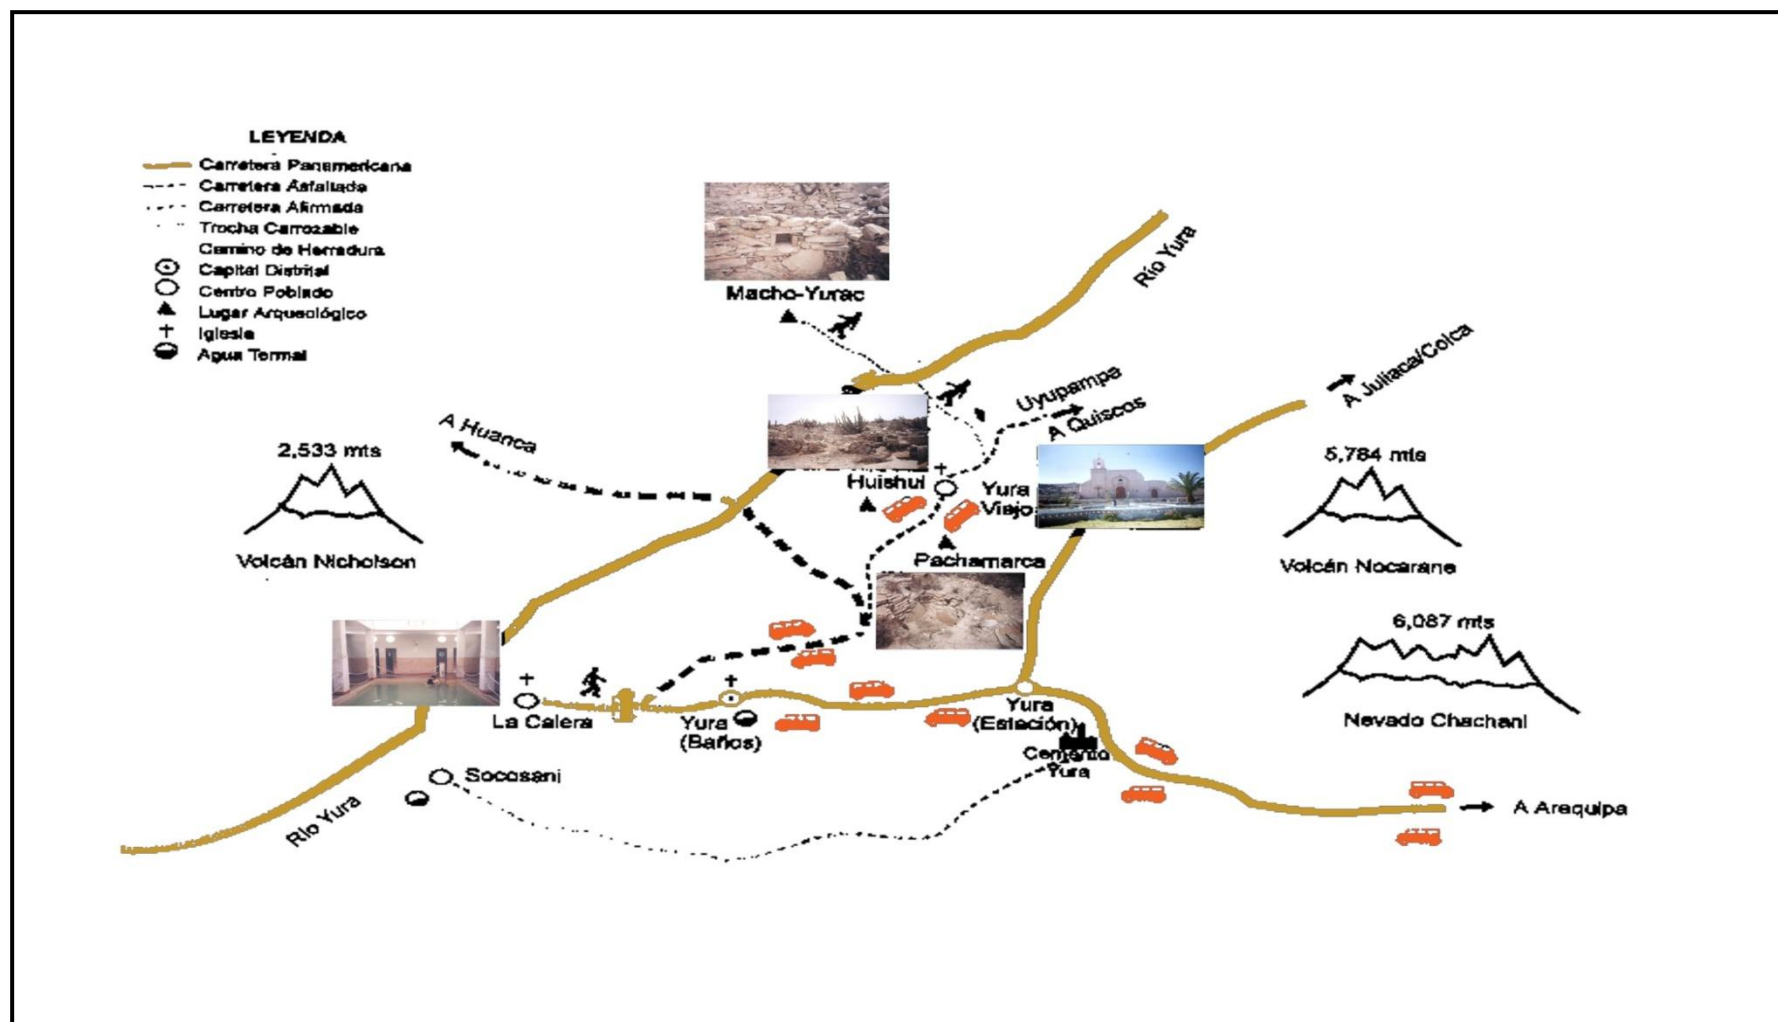 LEYENDA
Carretera Panamericana
Carretera Asfaltada
Carretera Afirmada
Trocha Carrozable
Camino de Herradura
Capital Distrital
Centro Poblado
Lugar Arqueológico
Iglesia
Agua Termal
Macho-Yurac
Río Yura
Uyupampa
A Quiscos
A Juliaca/Colca
A Huanca
2,533 mts
Volcán Nicholson
Huishui
Yura
Viejo
Pachamarca
5,784 mts
Volcán Nocarane
6,087 mts
Nevado Chachani
La Calera
Yura
(Baños)
Yura
(Estación)
Cemento
Yura
Socosani
Río Yura
A Arequipa